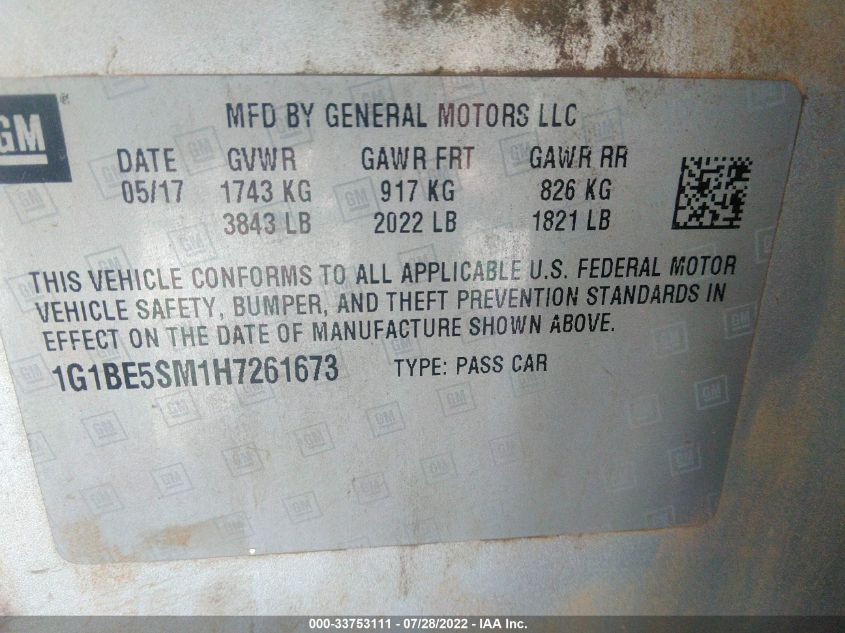 GM
MFD BY GENERAL MOTORS LLC
DATE GVWR GAWR FRT GAWR RR
05/17 1743 KG 917 KG 826 KG
3843 LB 2022 LB 1821 LB
THIS VEHICLE CONFORMS TO ALL APPLICABLE U.S. FEDERAL MOTOR
VEHICLE SAFETY, BUMPER, AND THEFT PREVENTION STANDARDS IN
EFFECT ON THE DATE OF MANUFACTURE SHOWN ABOVE.
1G1BE5SM1H7261673 TYPE: PASS CAR
000-33753111 - 07/28/2022 - IAA Inc.